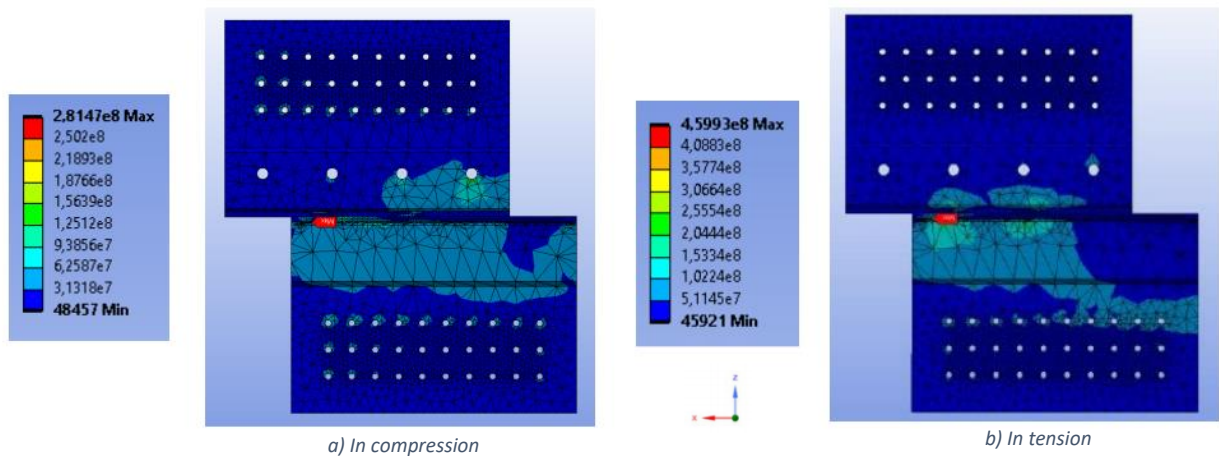 2,8147e8 Max
2,502e8
2,1893e8
1,8766e8
1,5639e8
1,2512e8
9,3856e7
6,2587e7
3,1318e7
48457 Min
a) In compression
4,5993e8 Max
4,0883e8
3,5774e8
3,0664e8
2,5554e8
2,0444e8
1,5334e8
1,0224e8
5,1145e7
45921 Min
z
x
b) In tension